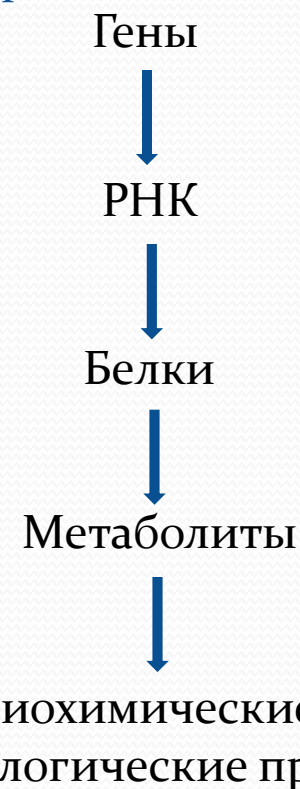 Гены
РНК
Белки
Метаболиты
иохимические
логические пр